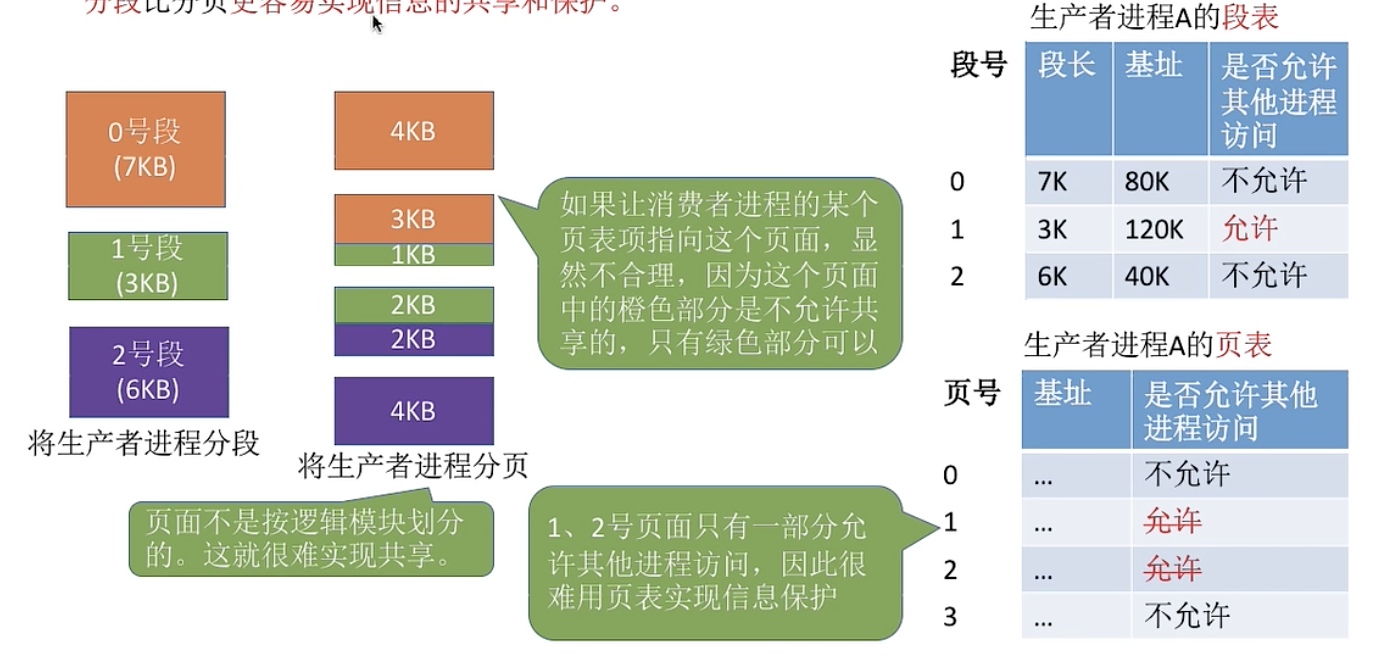 分段比分页更容易实现信息的共享和保护。
0号段
(7KB)
1号段
(3KB)
2号段
(6KB)
将生产者进程分段
4KB
3KB
1KB
2KB
2KB
4KB
将生产者进程分页
页面不是按逻辑模块划分
的。这就很难实现共享。
如果让消费者进程的某个
页表项指向这个页面，显
然不合理，因为这个页面
中的橙色部分是不允许共
享的，只有绿色部分可以
1、2号页面只有一部分允
许其他进程访问，因此很
难用页表实现信息保护
生产者进程A的段表
段号 段长 基址 是否允许
其他进程
访问
0 7K 80K 不允许
1 3K 120K 允许
2 6K 40K 不允许
生产者进程A的页表
页号 基址 是否允许其他
进程访问
0 ... 不允许
1 ... 允许
2 ... 允许
3 ... 不允许